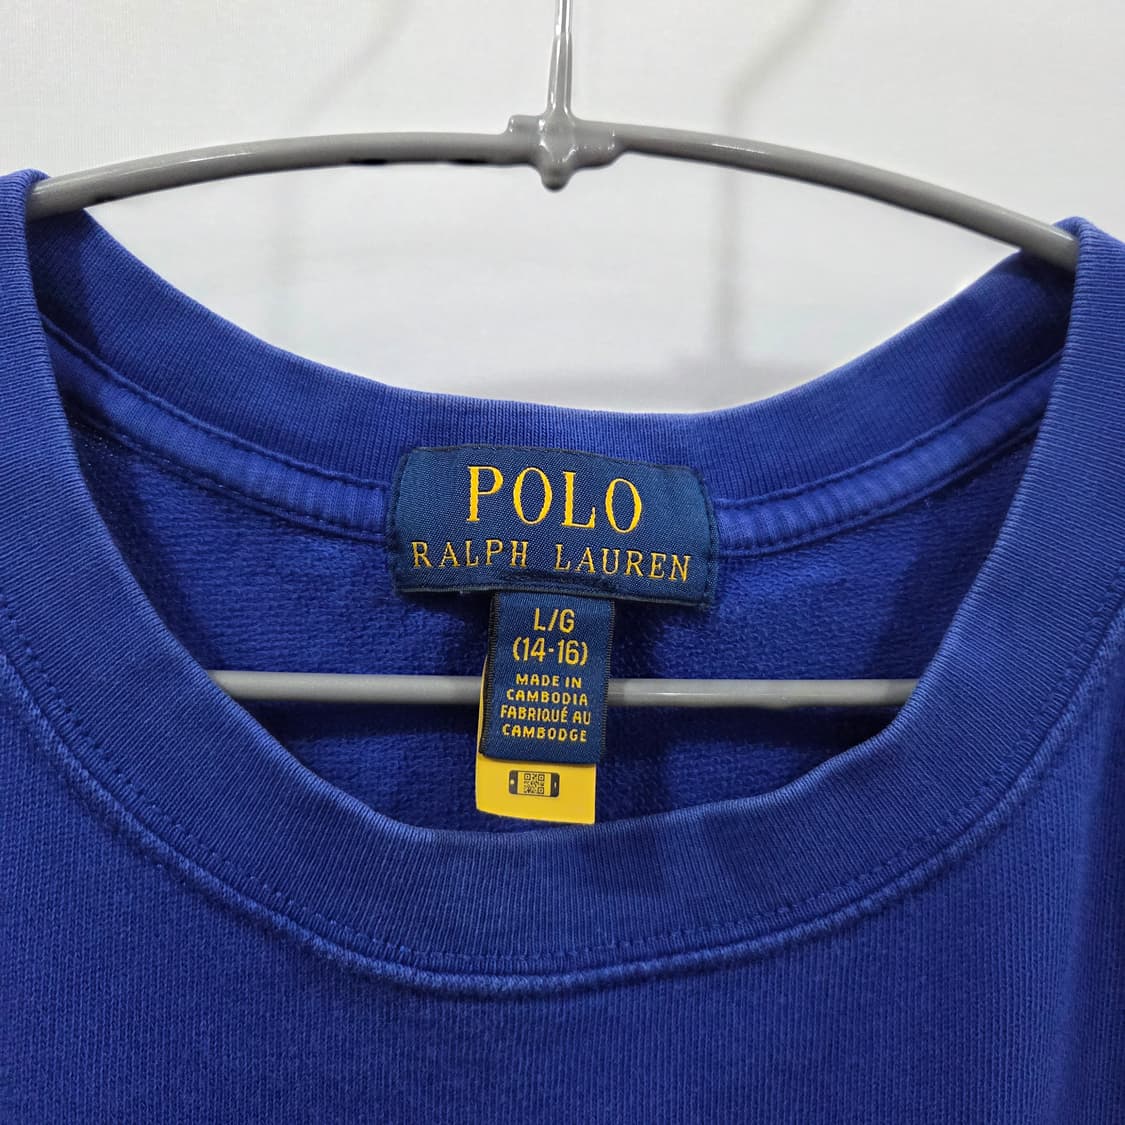 POLO
RALPH LAUREN
L/G
(14-16)
MADE IN
CAMBODIA
FABRIQUÉ AU
CAMBODGE